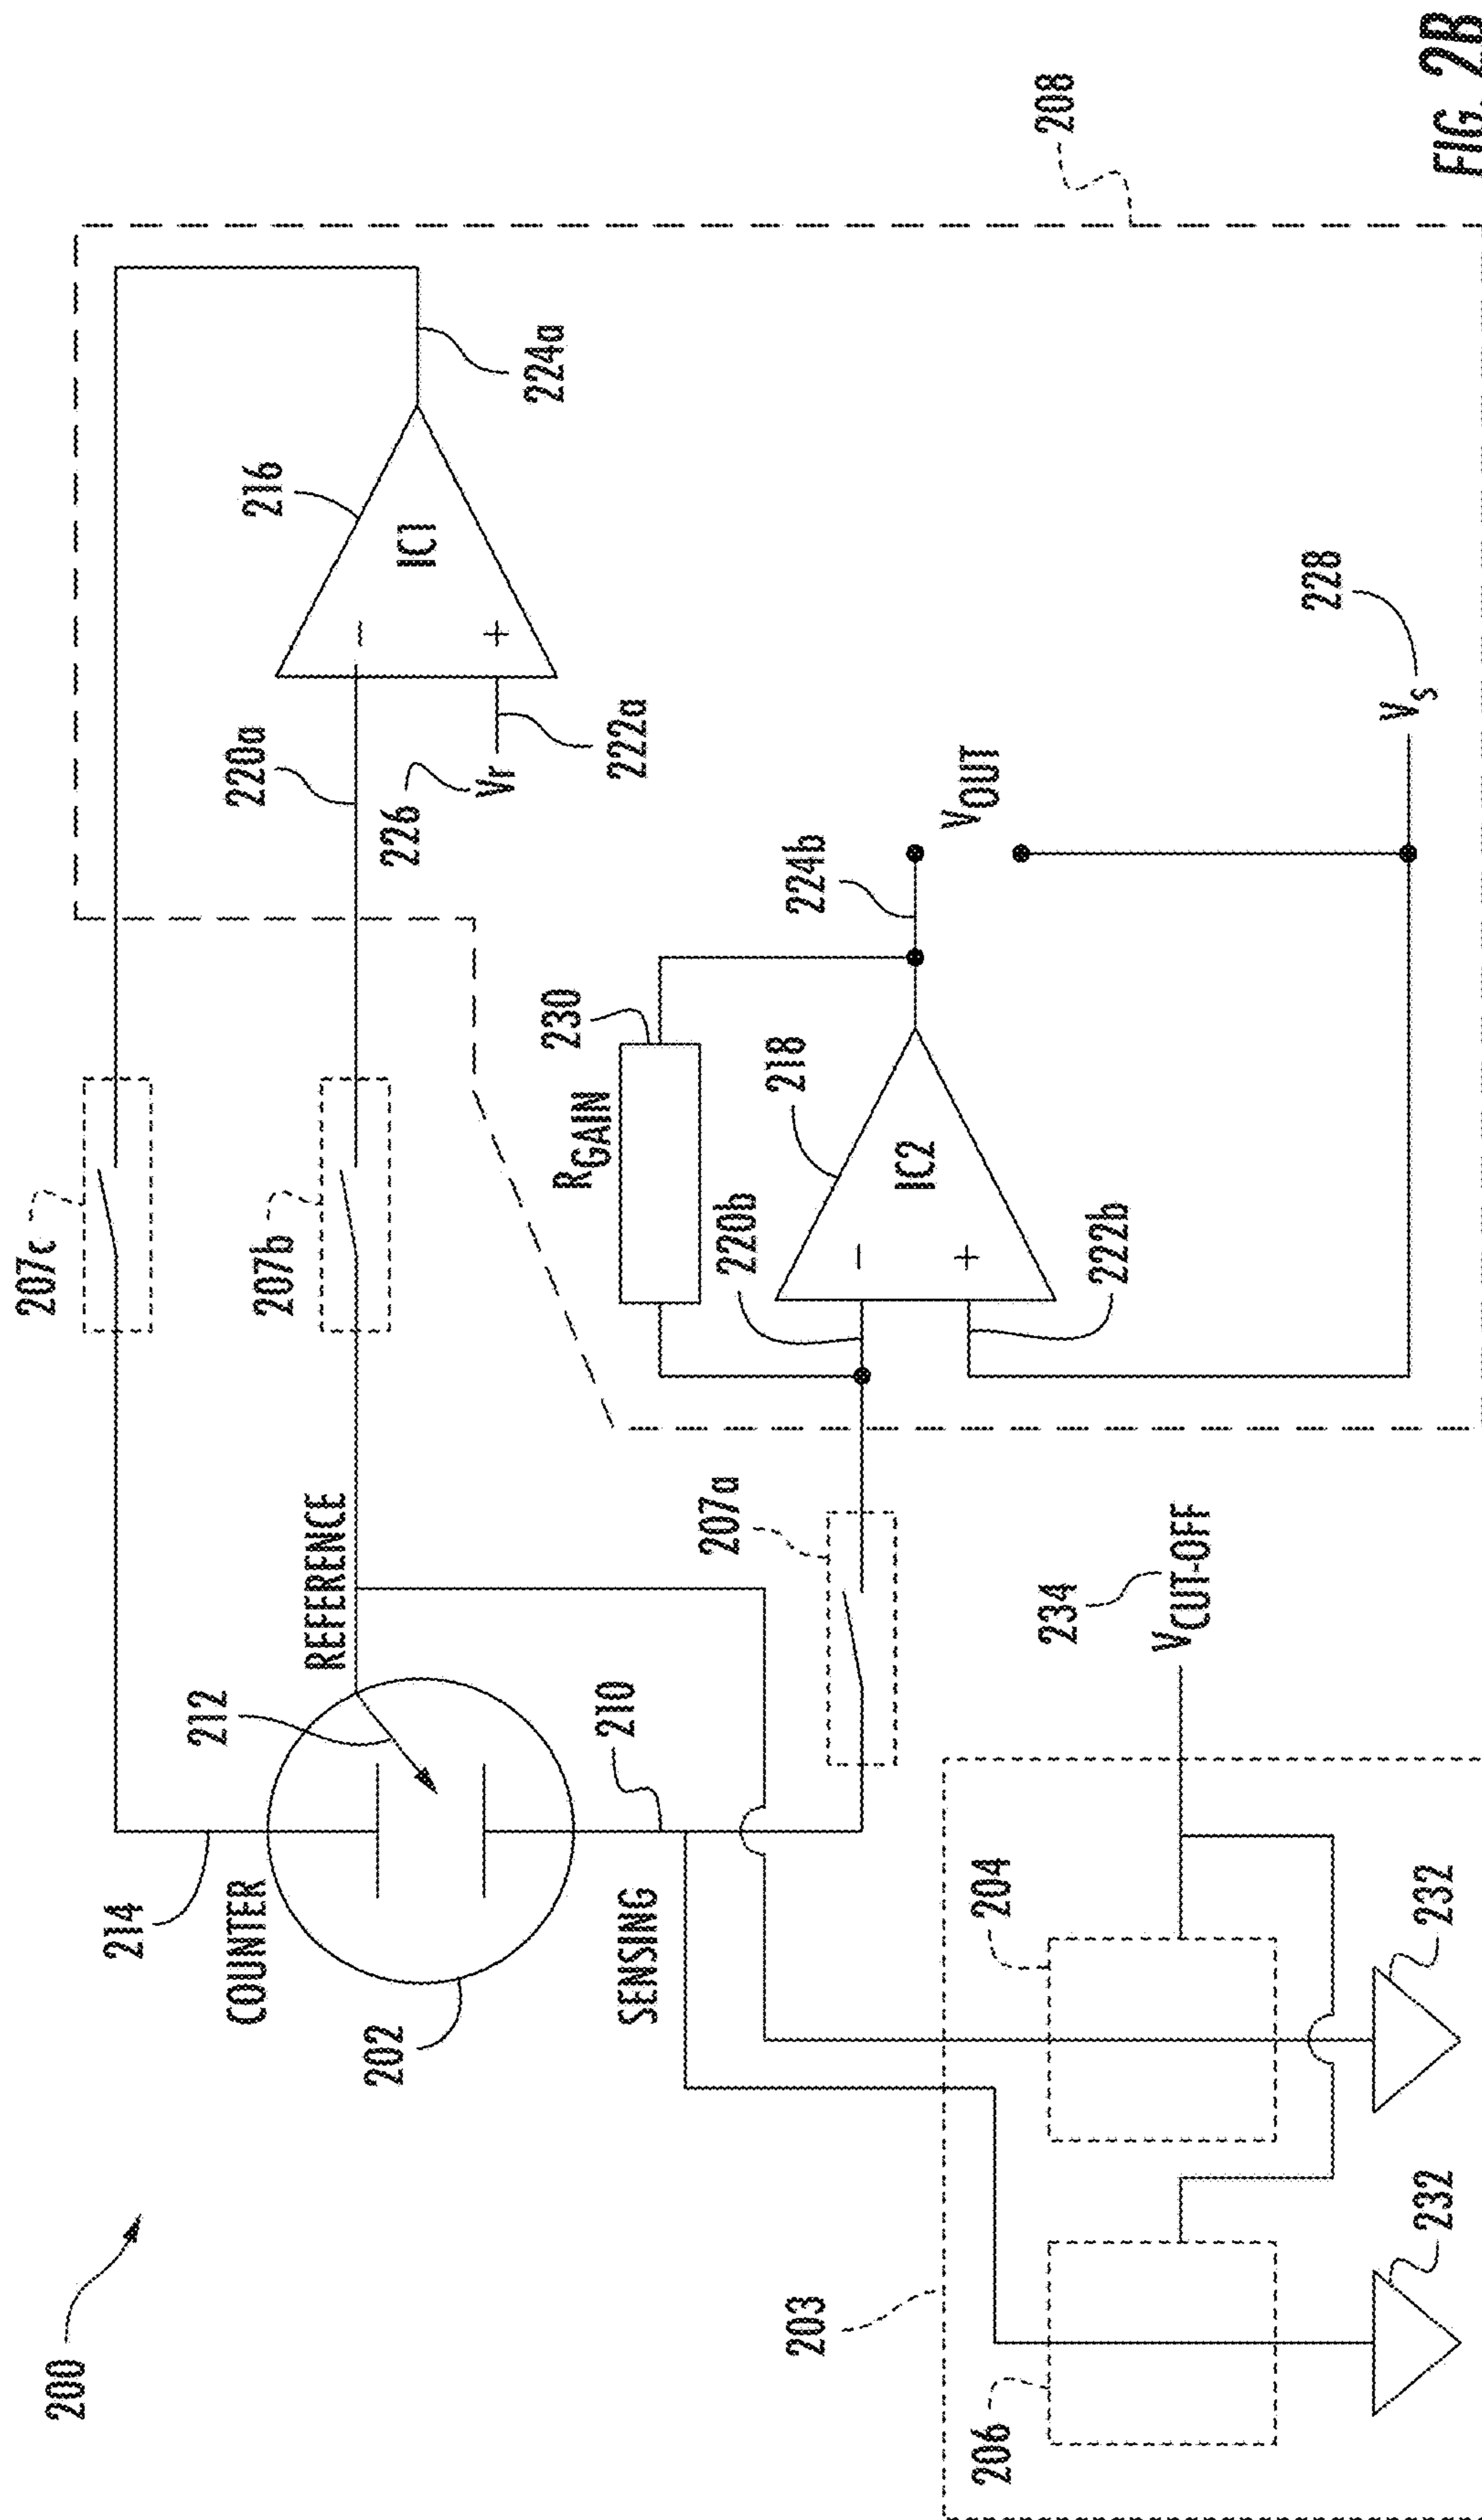 200
207c
207b
208
214
COUNTER
212
REFERENCE
220a
216
IC1
−
+
224a
226
Vr
222a
202
210
SENSING
207a
RGAIN
230
220b
218
IC2
−
+
222b
224b
VOUT
VS
228
203
204
206
234
VCUT-OFF
232
232
FIG. 2B